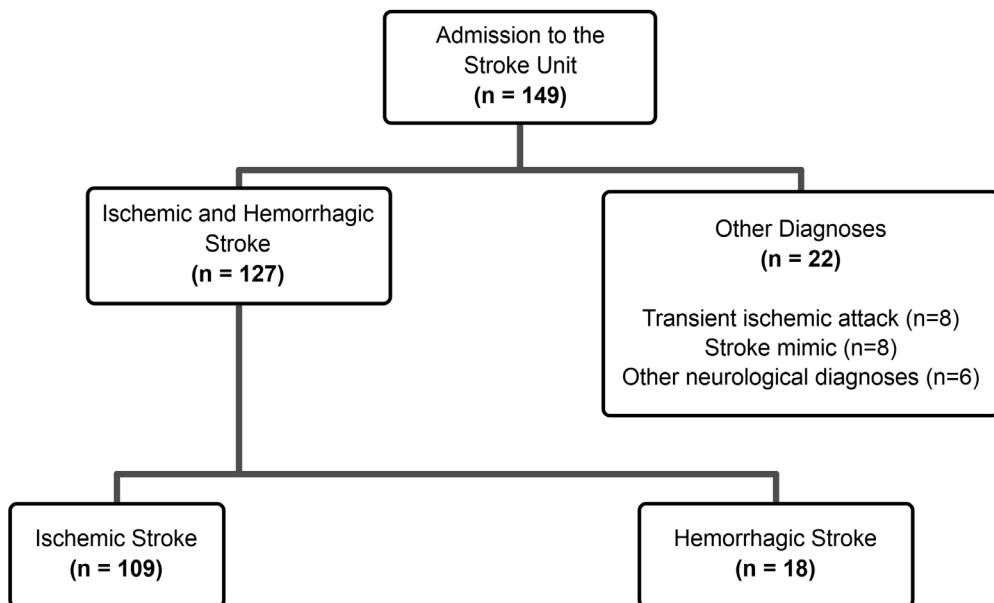 Admission to the
Stroke Unit
(n = 149)
Ischemic and Hemorrhagic
Stroke
(n = 127)
Other Diagnoses
(n = 22)
Transient ischemic attack (n=8)
Stroke mimic (n=8)
Other neurological diagnoses (n=6)
Ischemic Stroke
(n = 109)
Hemorrhagic Stroke
(n = 18)